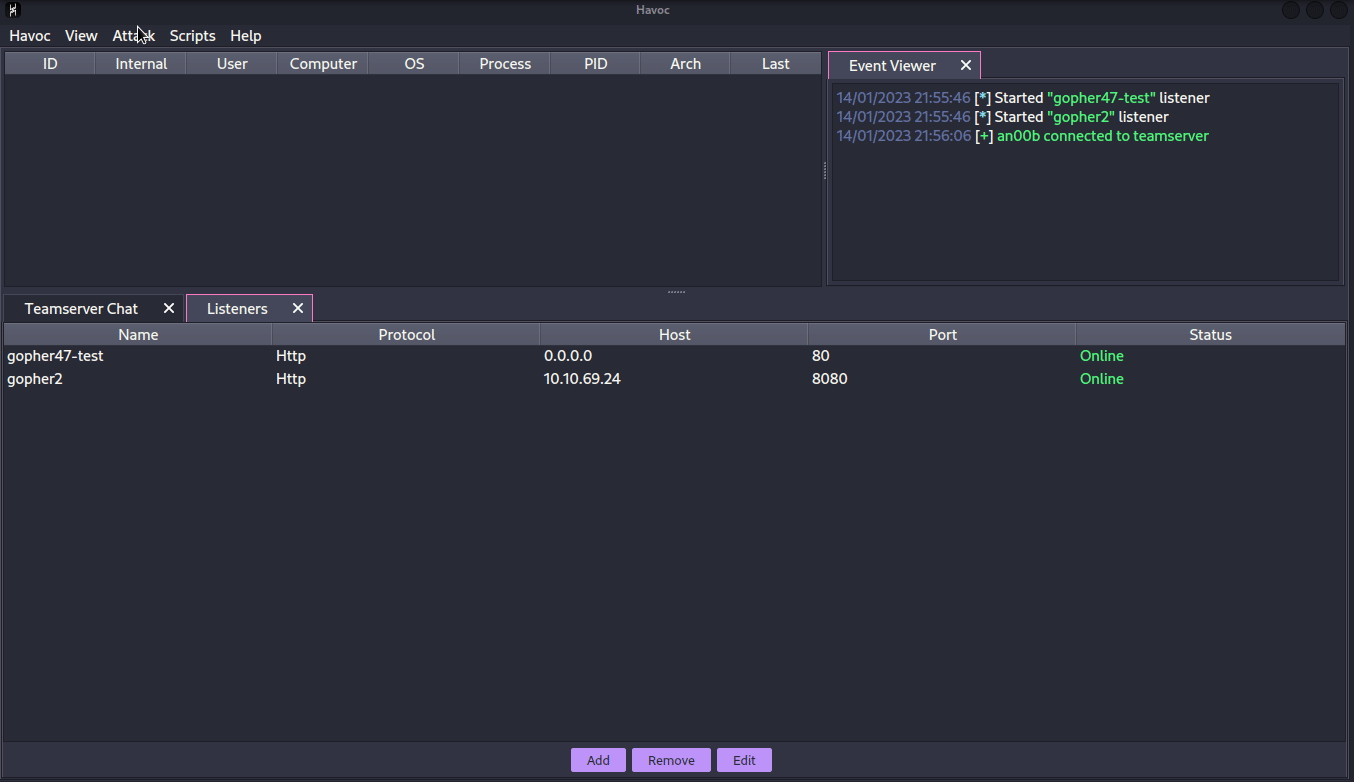 Havoc
Havoc View Attack Scripts Help
ID Internal User Computer OS Process PID Arch Last
Event Viewer
14/01/2023 21:55:46 [*] Started "gopher47-test" listener
14/01/2023 21:55:46 [*] Started "gopher2" listener
14/01/2023 21:56:06 [+] an00b connected to teamserver
Teamserver Chat Listeners
Name Protocol Host Port Status
gopher47-test Http 0.0.0.0 80 Online
gopher2 Http 10.10.69.24 8080 Online
Add Remove Edit